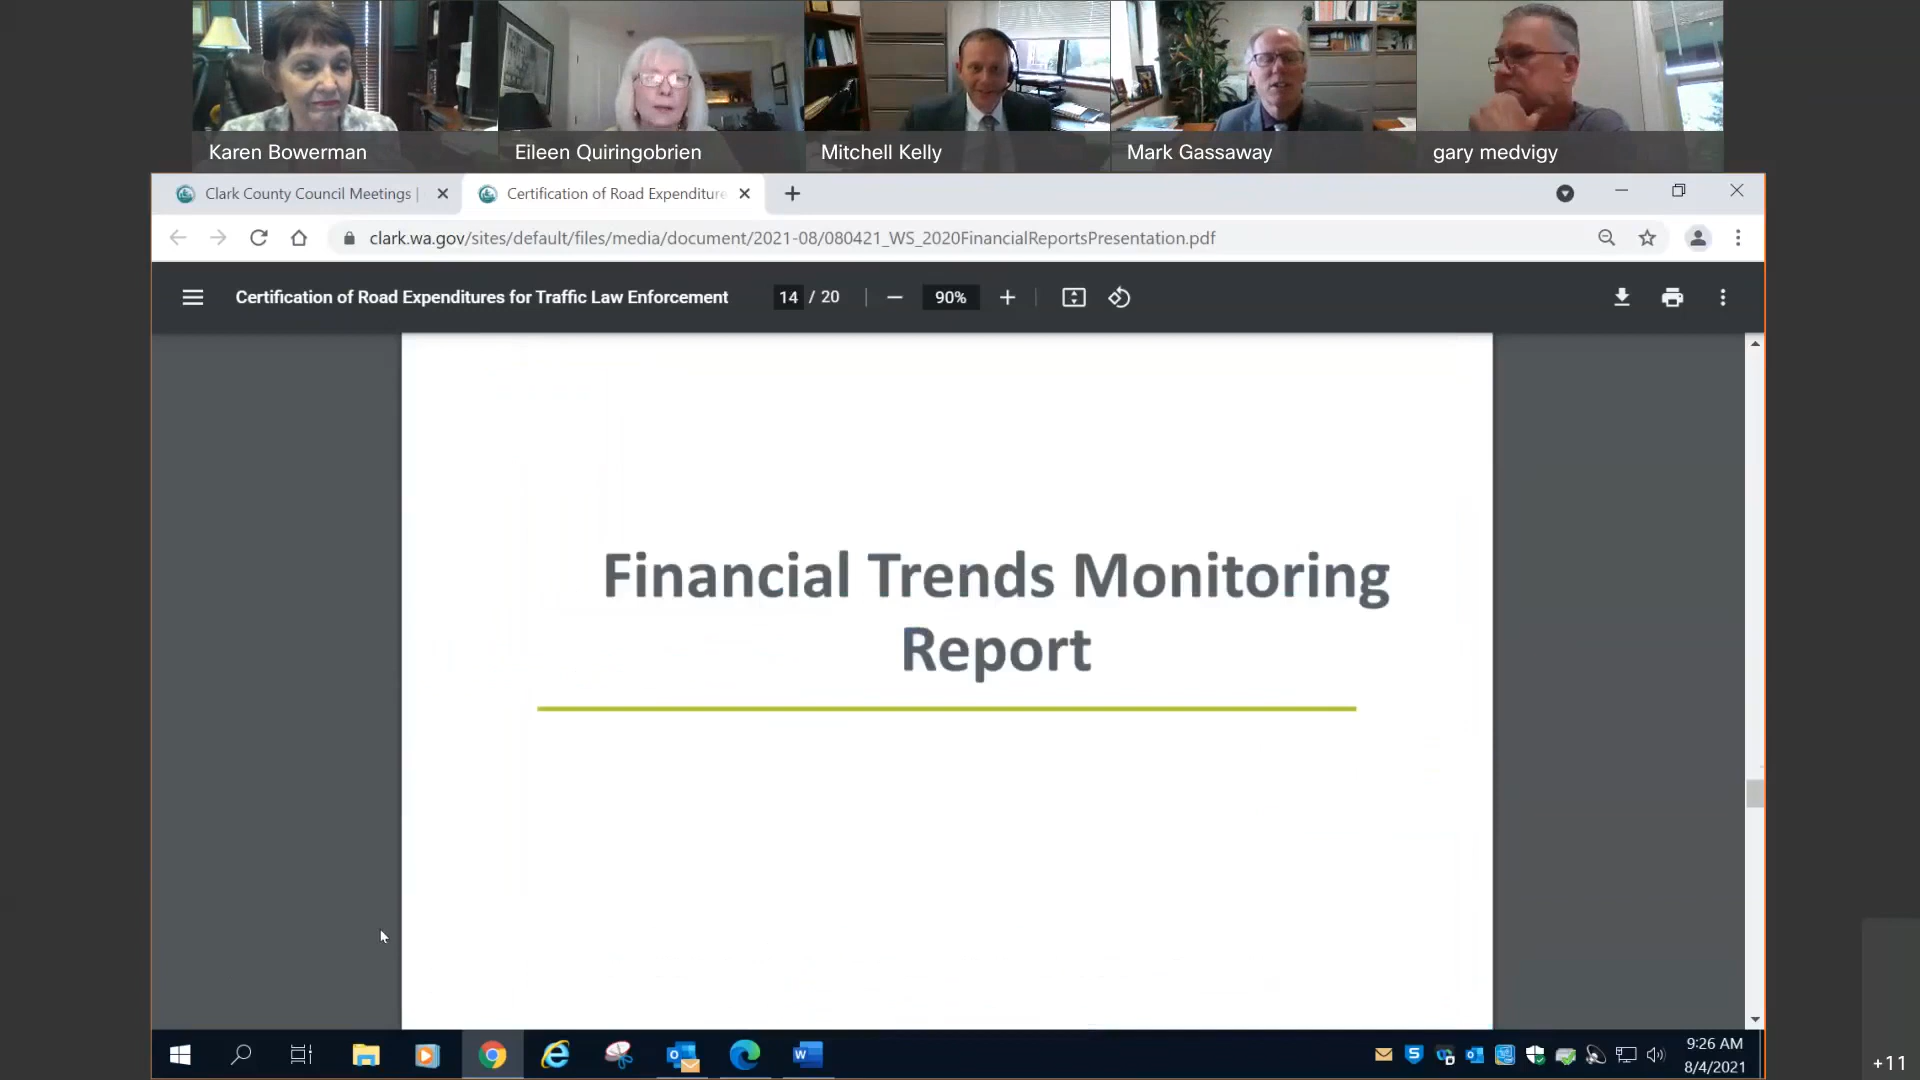 Karen Bowerman
Eileen Quiringobrien
Mitchell Kelly
Mark Gassaway
gary medvigy
Clark County Council Meetings |
Certification of Road Expenditure
clark.wa.gov/sites/default/files/media/document/2021-08/080421_WS_2020FinancialReportsPresentation.pdf
Certification of Road Expenditures for Traffic Law Enforcement
14 / 20
90%
Financial Trends Monitoring
Report
9:26 AM
8/4/2021
+11